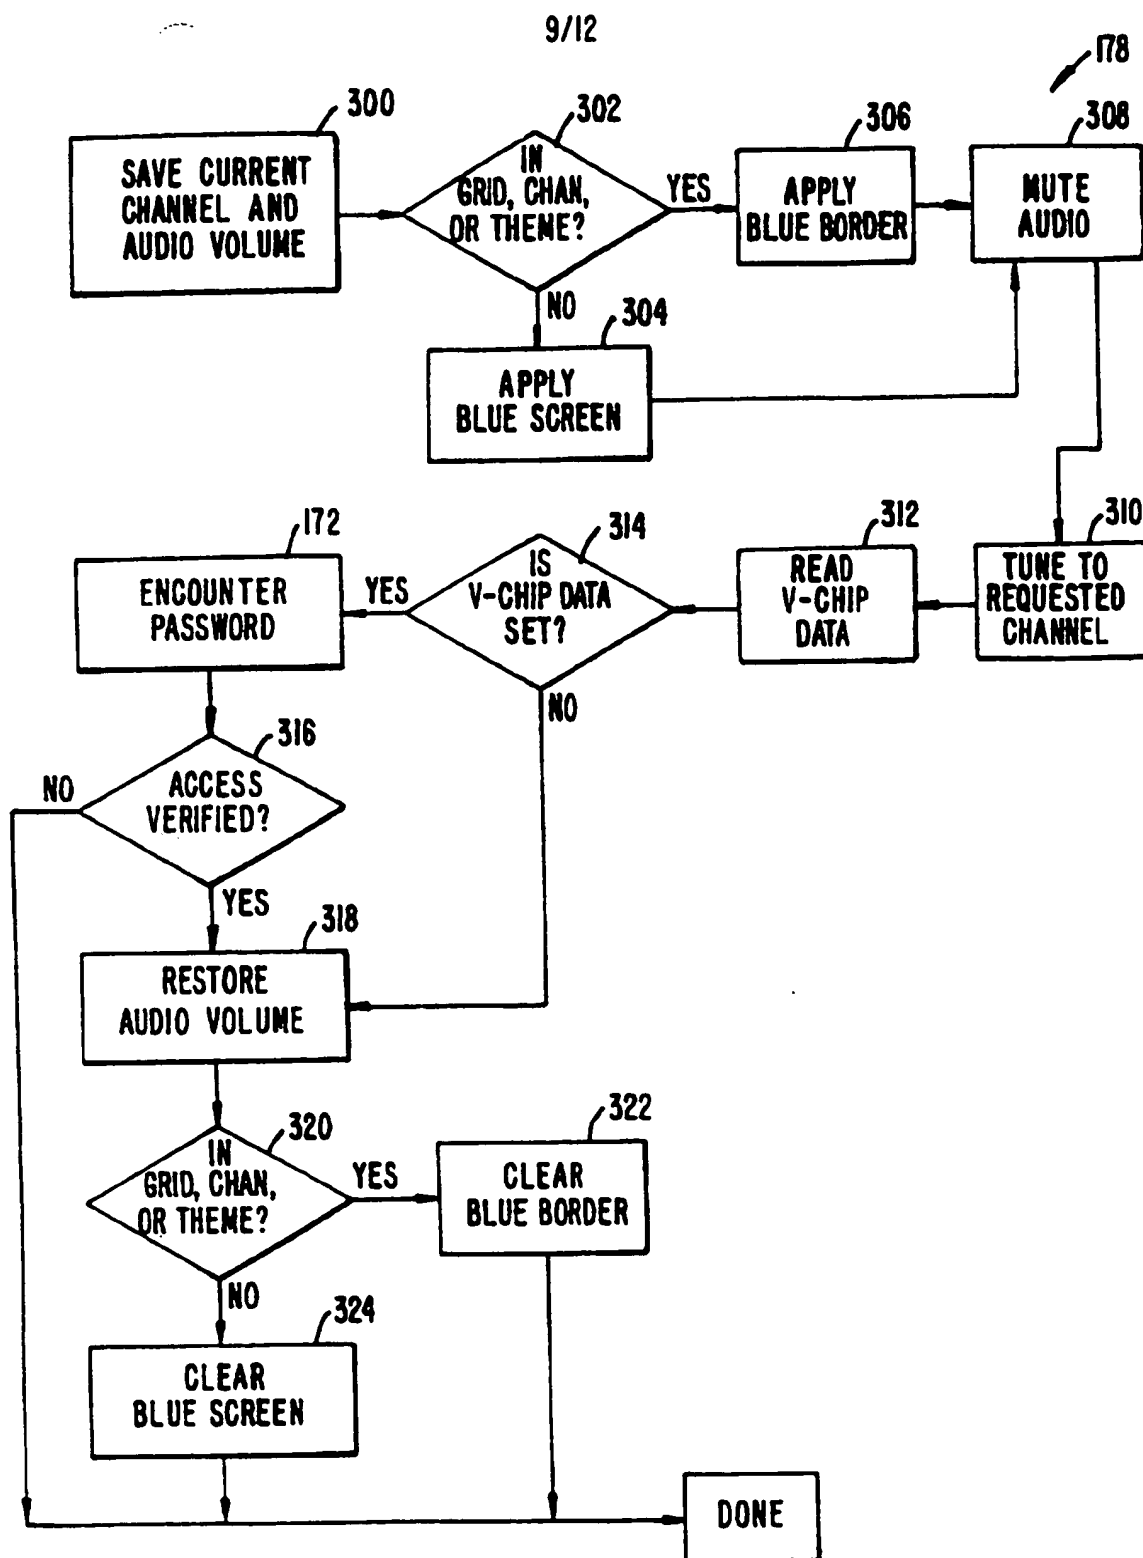 9/12
178
300
SAVE CURRENT
CHANNEL AND
AUDIO VOLUME
302
IN
GRID, CHAN,
OR THEME?
YES
306
APPLY
BLUE BORDER
308
MUTE
AUDIO
NO
304
APPLY
BLUE SCREEN
310
TUNE TO
REQUESTED
CHANNEL
312
READ
V-CHIP
DATA
314
IS
V-CHIP DATA
SET?
YES
NO
172
ENCOUNTER
PASSWORD
316
ACCESS
VERIFIED?
NO
YES
318
RESTORE
AUDIO VOLUME
320
IN
GRID, CHAN,
OR THEME?
YES
322
CLEAR
BLUE BORDER
NO
324
CLEAR
BLUE SCREEN
DONE